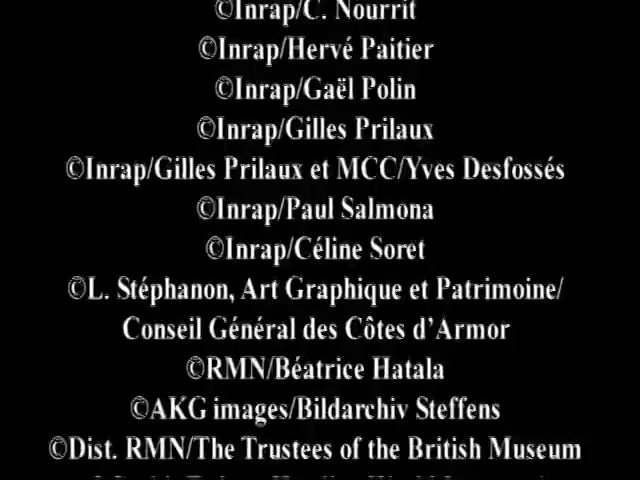 ©Inrap/C. Nourrit
©Inrap/Hervé Paitier
©Inrap/Gaël Polin
©Inrap/Gilles Prilaux
©Inrap/Gilles Prilaux et MCC/Yves Desfossés
©Inrap/Paul Salmona
©Inrap/Céline Soret
©L. Stéphanon, Art Graphique et Patrimoine/
Conseil Général des Côtes d’Armor
©RMN/Béatrice Hatala
©AKG images/Bildarchiv Steffens
©Dist. RMN/The Trustees of the British Museum